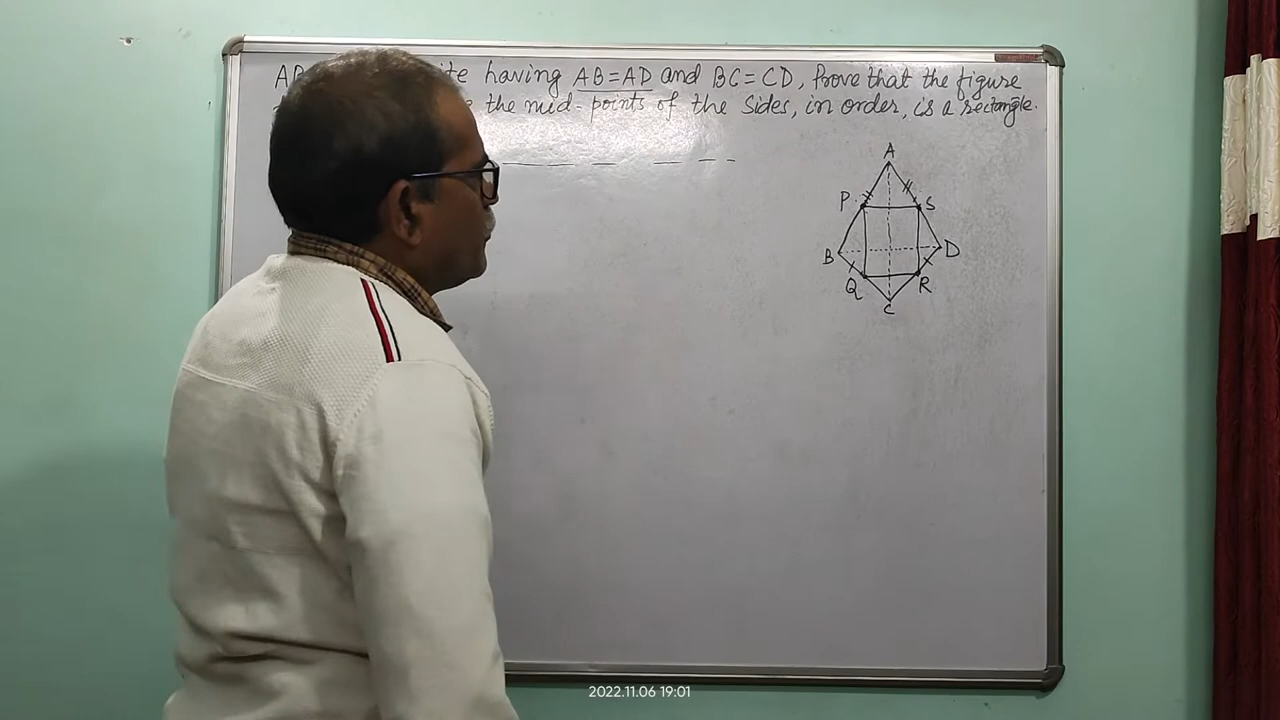 AB ite having AB=AD and BC=CD, Prove that the figure
the mid-points of the sides, in order, is a rectangle.
A
P S
B D
Q R
C
2022.11.06 19:01